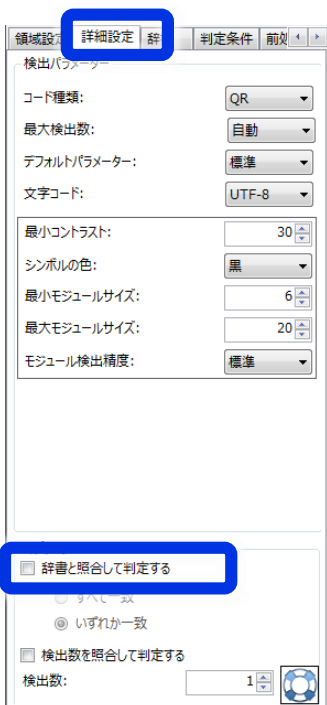 領域設定 詳細設定 辞 判定条件 前処
検出パラメーター
コード種類: QR
最大検出数: 自動
デフォルトパラメーター: 標準
文字コード: UTF-8
最小コントラスト: 30
シンボルの色: 黒
最小モジュールサイズ: 6
最大モジュールサイズ: 20
モジュール検出精度: 標準
辞書と照合して判定する
すべて一致
いずれか一致
検出数を照合して判定する
検出数: 1